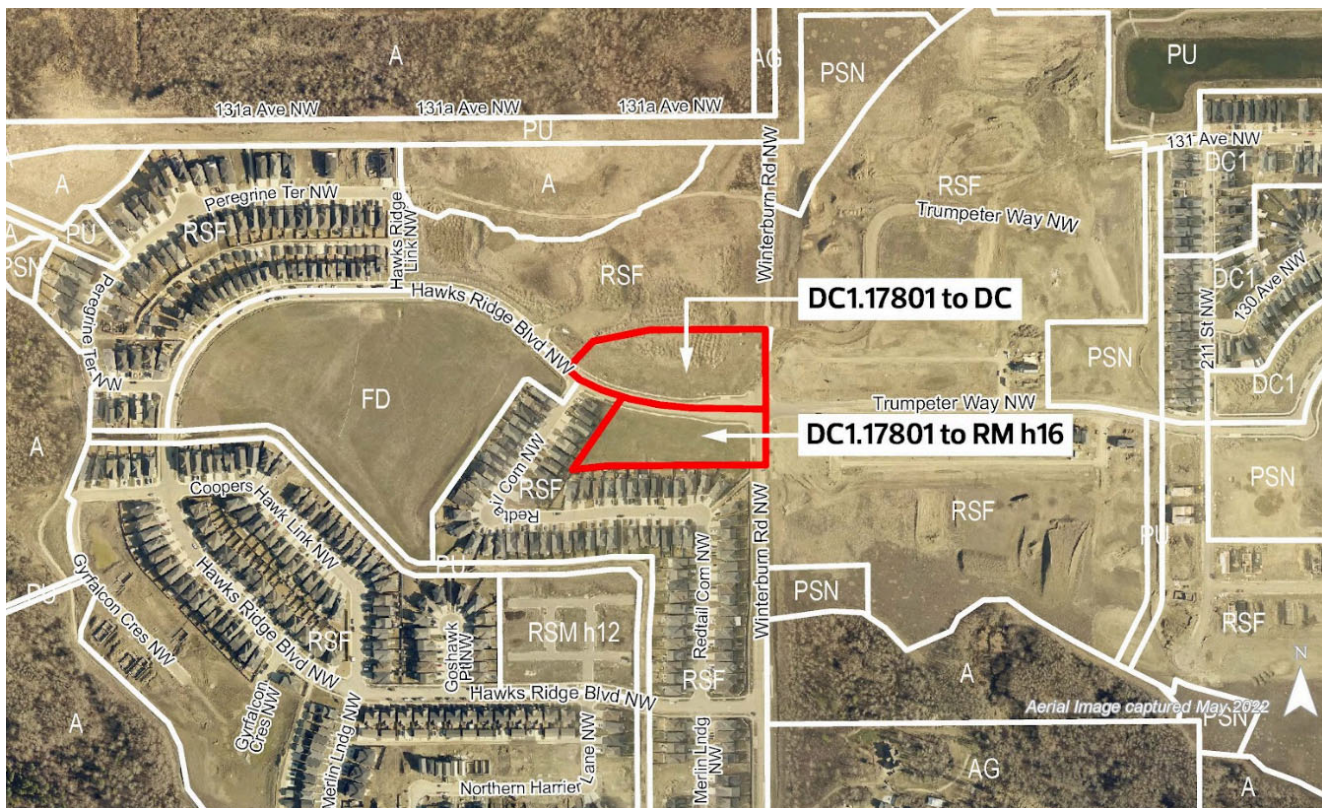 A
AG
PSN
PU
131a Ave NW
131a Ave NW
131a Ave NW
PU
Winterburn Rd NW
131 Ave NW
DC1
A
A
Peregrine Ter NW
Hawks Ridge
Link NW
RSF
Trumpeter Way NW
A
PU
RSF
PSN
Peregrine Ter NW
RSF
DC1
130 Ave NW
211 St NW
Hawks Ridge Blvd NW
DC1.17801 to DC
PSN
DC1
FD
Trumpeter Way NW
DC1.17801 to RM h16
A
Redtail Com NW
RSF
Coopers
Hawk Link NW
Winterburn Rd NW
RSF
PU
PU
Gyrfalcon Cres NW
Hawks Ridge Blvd NW
RSF
Goshawk
Pt NW
RSM h12
Redtail Com NW
PSN
RSF
RSF
Hawks Ridge Blvd NW
A
N
Aerial Image captured May 2022
PSN
A
Gyrfalcon
Cres NW
Merlin Lndg NW
Northern Harrier
Lane NW
Merlin Lndg
NW
AG
A